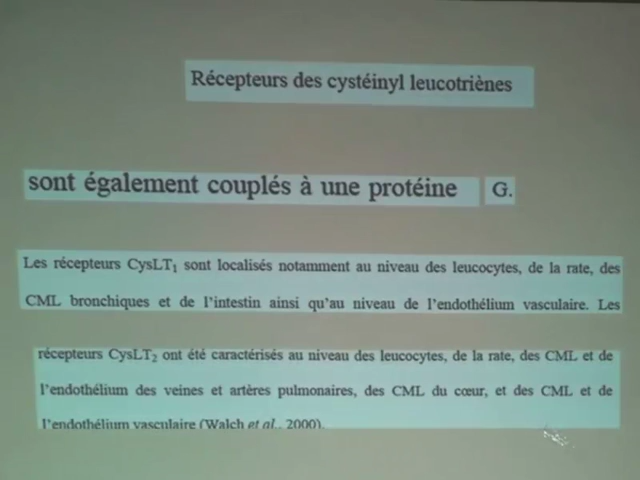 Récepteurs des cystéinyl leucotriènes
sont également couplés à une protéine G.
Les récepteurs CysLT₁ sont localisés notamment au niveau des leucocytes, de la rate, des
CML bronchiques et de l'intestin ainsi qu'au niveau de l'endothélium vasculaire. Les
récepteurs CysLT₂ ont été caractérisés au niveau des leucocytes, de la rate, des CML et de
l'endothélium des veines et artères pulmonaires, des CML du cœur, et des CML et de
l'endothélium vasculaire (Walch et al., 2000).